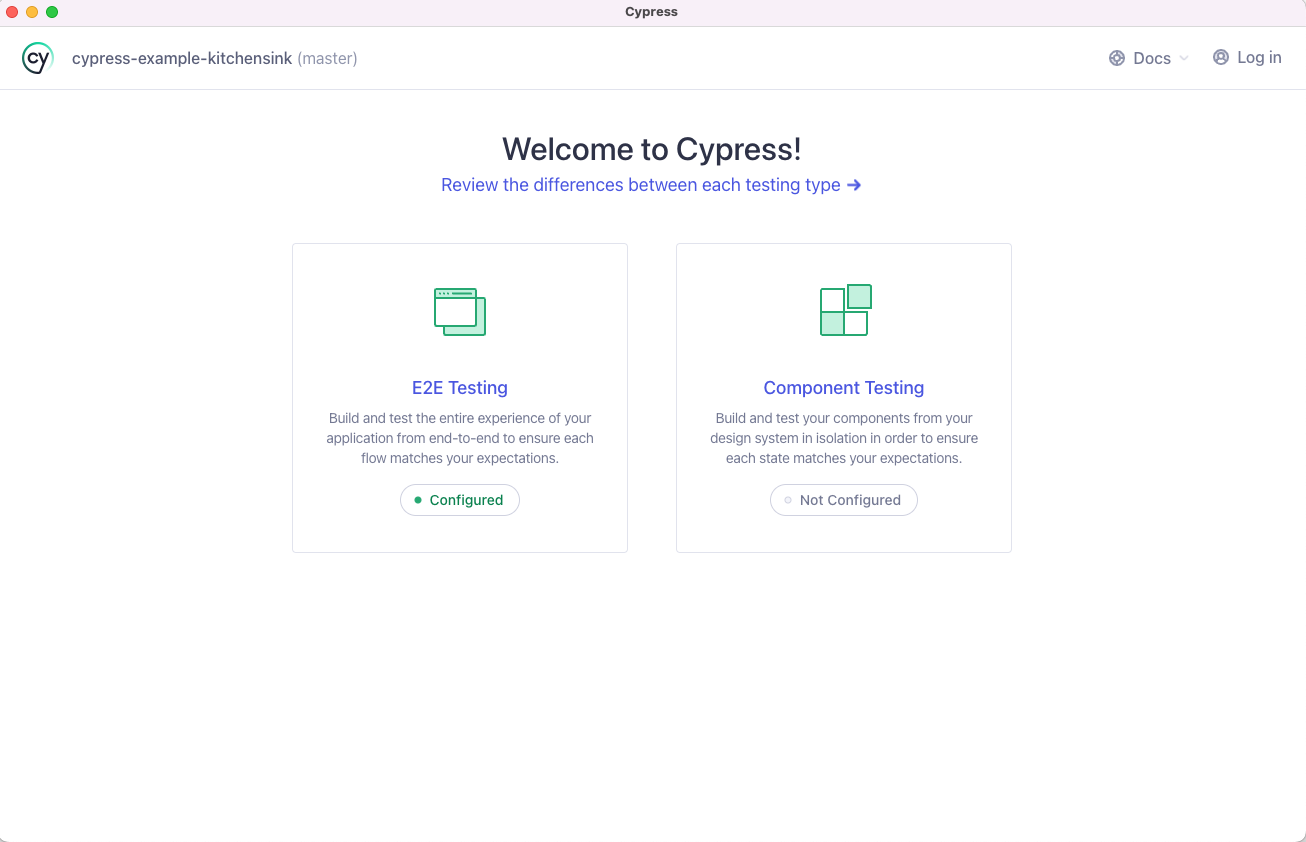 Cypress
cy cypress-example-kitchensink (master) Docs Log in
Welcome to Cypress!
Review the differences between each testing type →
E2E Testing
Build and test the entire experience of your
application from end-to-end to ensure each
flow matches your expectations.
Configured
Component Testing
Build and test your components from your
design system in isolation in order to ensure
each state matches your expectations.
Not Configured